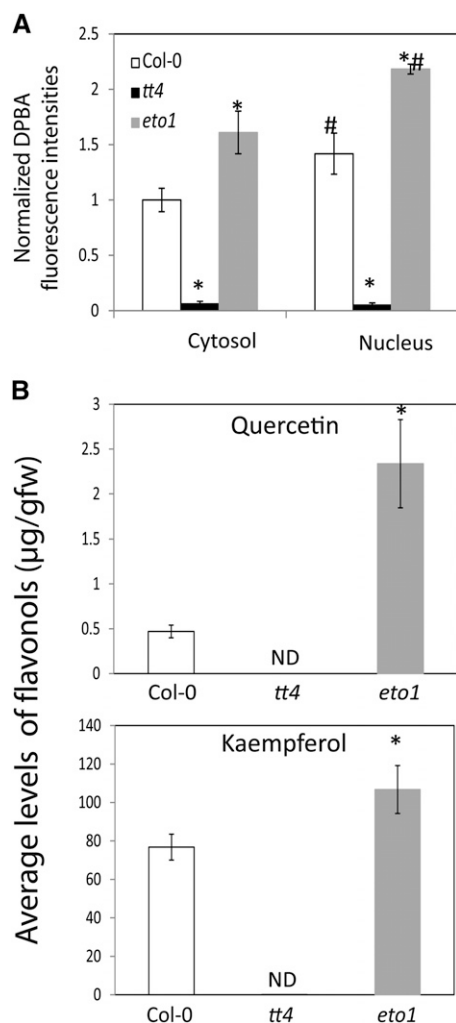 A
Normalized DPBA
fluorescence intensities
2.5
2
1.5
1
0.5
0
Col-0
tt4
eto1
*
*
#
*
*#
Cytosol
Nucleus
B
Average levels of flavonols (µg/gfw)
Quercetin
3
2.5
2
1.5
1
0.5
0
ND
*
Col-0
tt4
eto1
Kaempferol
140
120
100
80
60
40
20
0
ND
*
Col-0
tt4
eto1